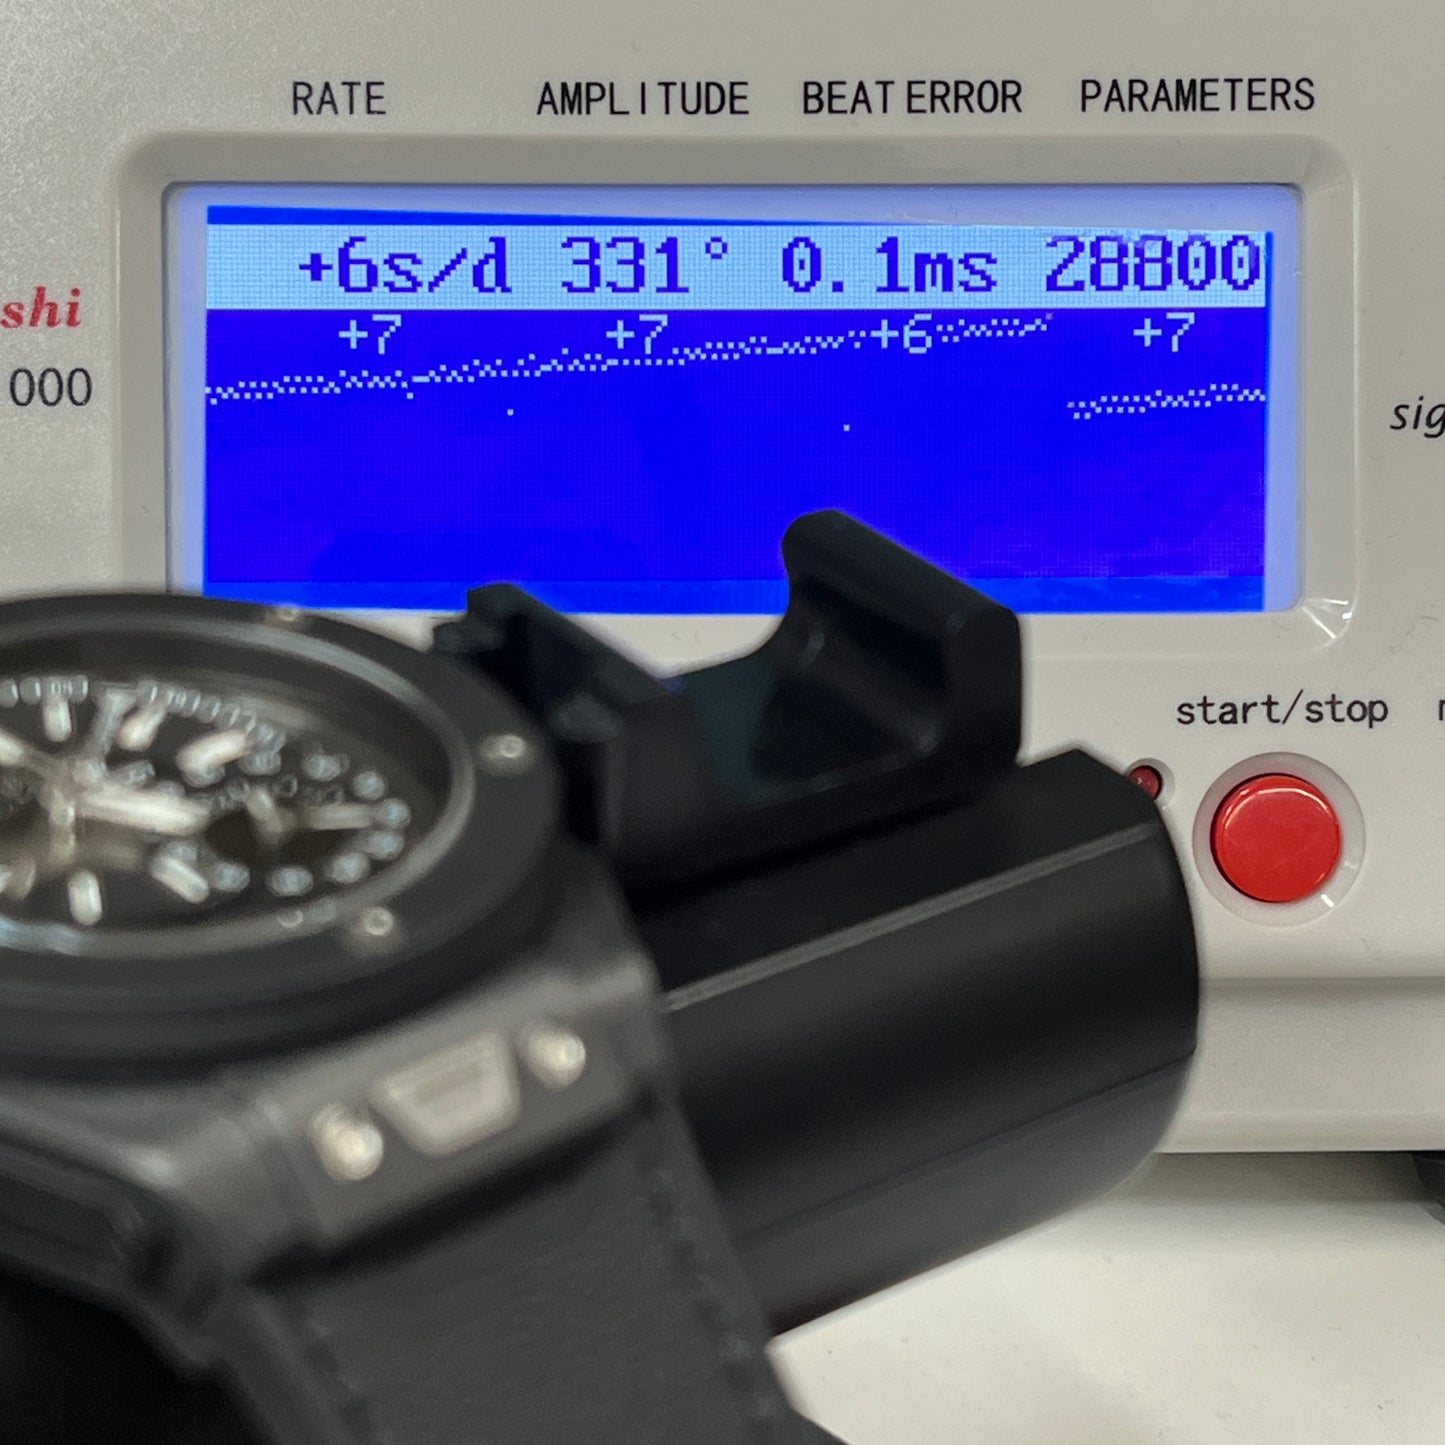 RATE AMPLITUDE BEAT ERROR PARAMETERS
+6s/d 331° 0.1ms 28800
+7 +7 +6 +7
shi
000
sig
start/stop